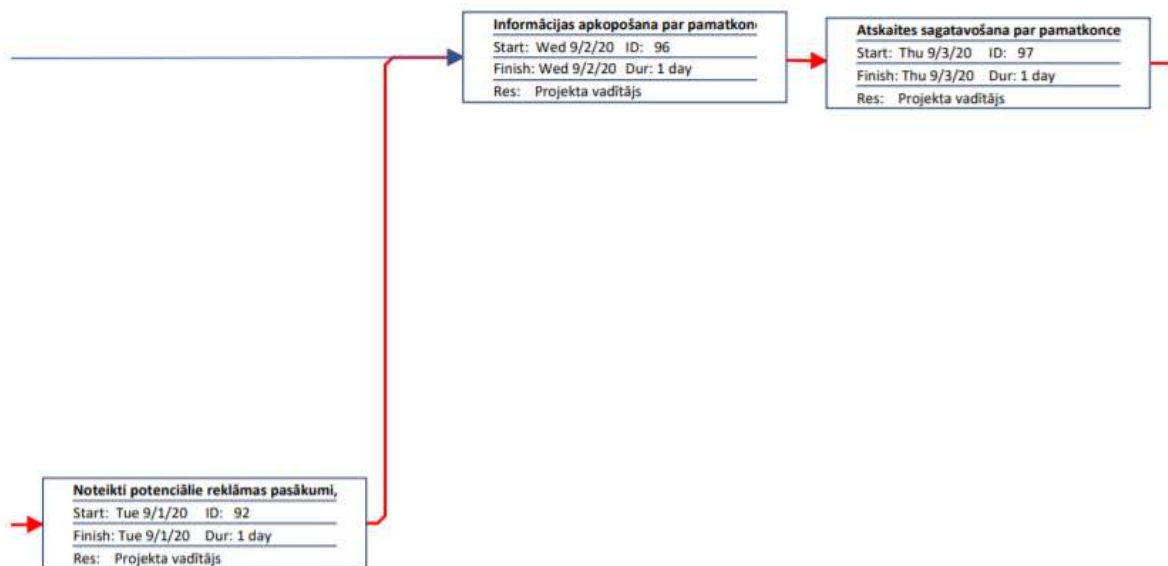 Informācijas apkopošana par
Start: Wed 9/2/20 ID: 96
Finish: Wed 9/2/20 Dur: 1 day
Res: Projekta vadītājs
Atskaites sagatavošana par pamatkonce
Start: Thu 9/3/20 ID: 97
Finish: Thu 9/3/20 Dur: 1 day
Res: Projekta vadītājs
Noteikti potenciālie reklāmas pasākumi,
Start: Tue 9/1/20 ID: 92
Finish: Tue 9/1/20 Dur: 1 day
Res: Projekta vadītājs